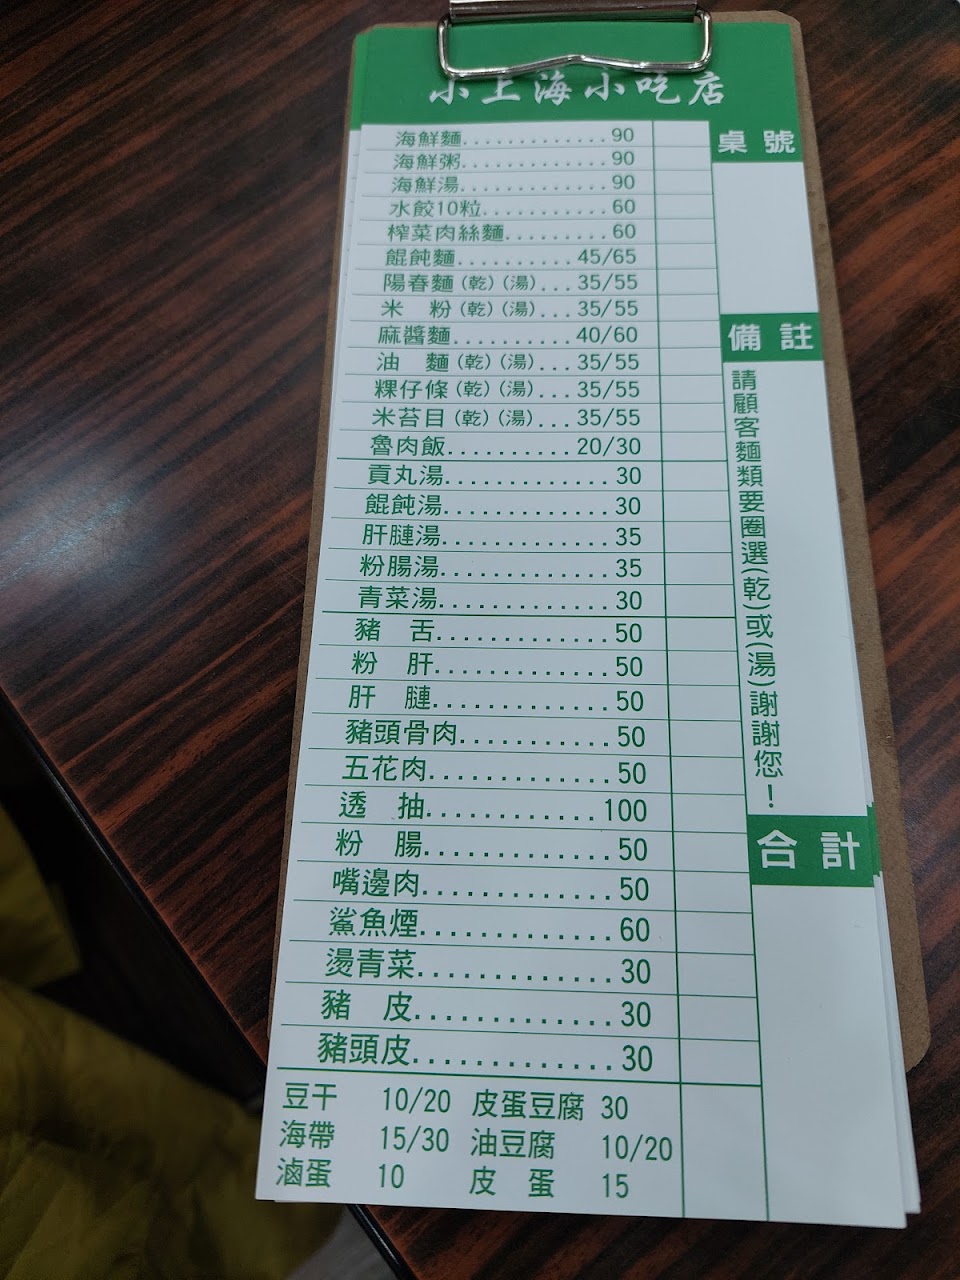 小上海小吃店
海鮮麵.............90
海鮮粥.............90
海鮮湯.............90
水餃10粒...........60
榨菜肉絲麵.........60
餛飩麵..........45/65
陽春麵(乾)(湯)...35/55
米 粉(乾)(湯)...35/55
麻醬麵..........40/60
油 麵(乾)(湯)...35/55
粿仔條(乾)(湯)...35/55
米苔目(乾)(湯)...35/55
魯肉飯..........20/30
貢丸湯.............30
餛飩湯.............30
肝膉湯.............35
粉腸湯.............35
青菜湯.............30
豬 舌.............50
粉 肝.............50
肝 膉.............50
豬頭骨肉...........50
五花肉.............50
透 抽............100
粉 腸.............50
嘴邊肉.............50
鯊魚煙.............60
燙青菜.............30
豬 皮.............30
豬頭皮.............30
豆干 10/20 皮蛋豆腐 30
海帶 15/30 油豆腐 10/20
滷蛋 10 皮 蛋 15
桌號
備註
請顧客麵類要圈選(乾)或(湯)謝謝您！
合計